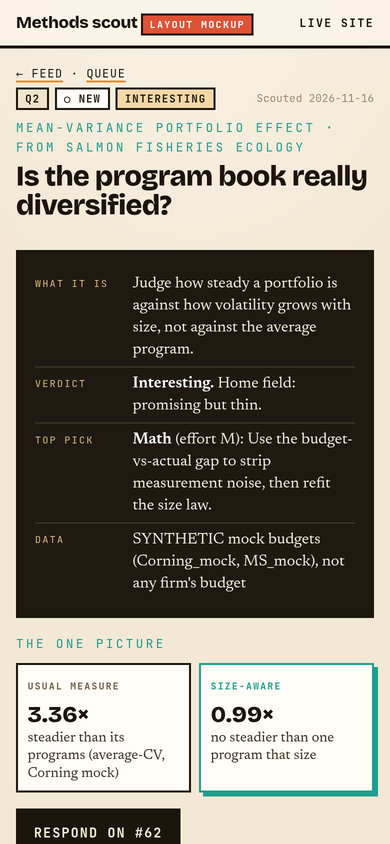 Methods scout LAYOUT MOCKUP LIVE SITE
← FEED · QUEUE
Q2 ○ NEW INTERESTING Scouted 2026-11-16
MEAN-VARIANCE PORTFOLIO EFFECT ·
FROM SALMON FISHERIES ECOLOGY
Is the program book really
diversified?
WHAT IT IS Judge how steady a portfolio is
against how volatility grows with
size, not against the average
program.
VERDICT Interesting. Home field:
promising but thin.
TOP PICK Math (effort M): Use the budget-
vs-actual gap to strip
measurement noise, then refit
the size law.
DATA SYNTHETIC mock budgets
(Corning_mock, MS_mock), not
any firm's budget
THE ONE PICTURE
USUAL MEASURE
3.36×
steadier than its
programs (average-CV,
Corning mock)
SIZE-AWARE
0.99×
no steadier than one
program that size
RESPOND ON #62